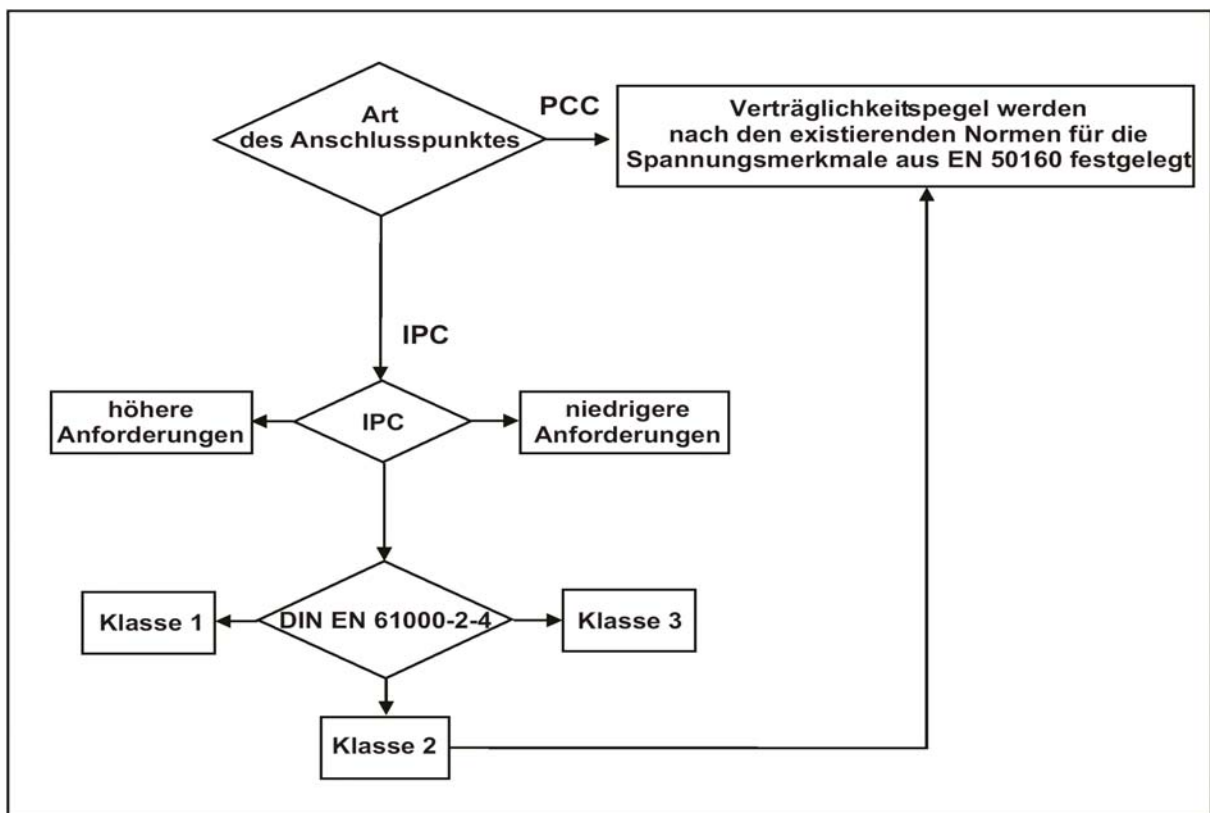 Art
des Anschlusspunktes
PCC
Verträglichkeitspegel werden
nach den existierenden Normen für die
Spannungsmerkmale aus EN 50160 festgelegt
IPC
höhere
Anforderungen
IPC
niedrigere
Anforderungen
Klasse 1
DIN EN 61000-2-4
Klasse 3
Klasse 2